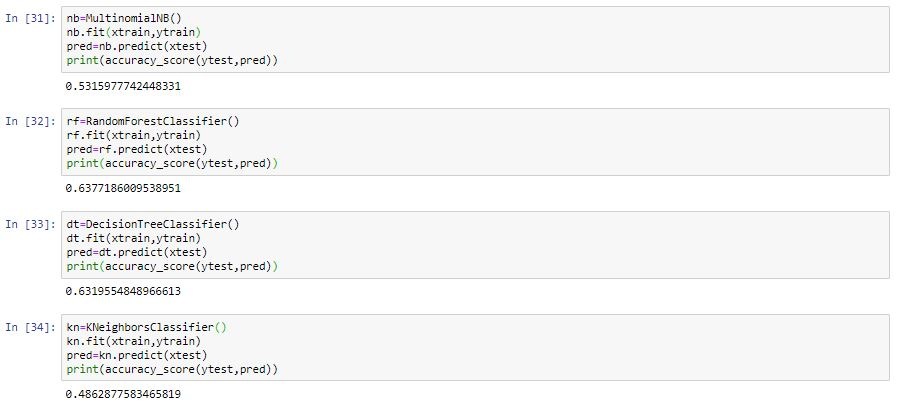 In [31]: nb=MultinomialNB()
nb.fit(xtrain,ytrain)
pred=nb.predict(xtest)
print(accuracy_score(ytest,pred))
0.5315977742448331
In [32]: rf=RandomForestClassifier()
rf.fit(xtrain,ytrain)
pred=rf.predict(xtest)
print(accuracy_score(ytest,pred))
0.6377186009538951
In [33]: dt=DecisionTreeClassifier()
dt.fit(xtrain,ytrain)
pred=dt.predict(xtest)
print(accuracy_score(ytest,pred))
0.6319554848966613
In [34]: kn=KNeighborsClassifier()
kn.fit(xtrain,ytrain)
pred=kn.predict(xtest)
print(accuracy_score(ytest,pred))
0.4862877583465819